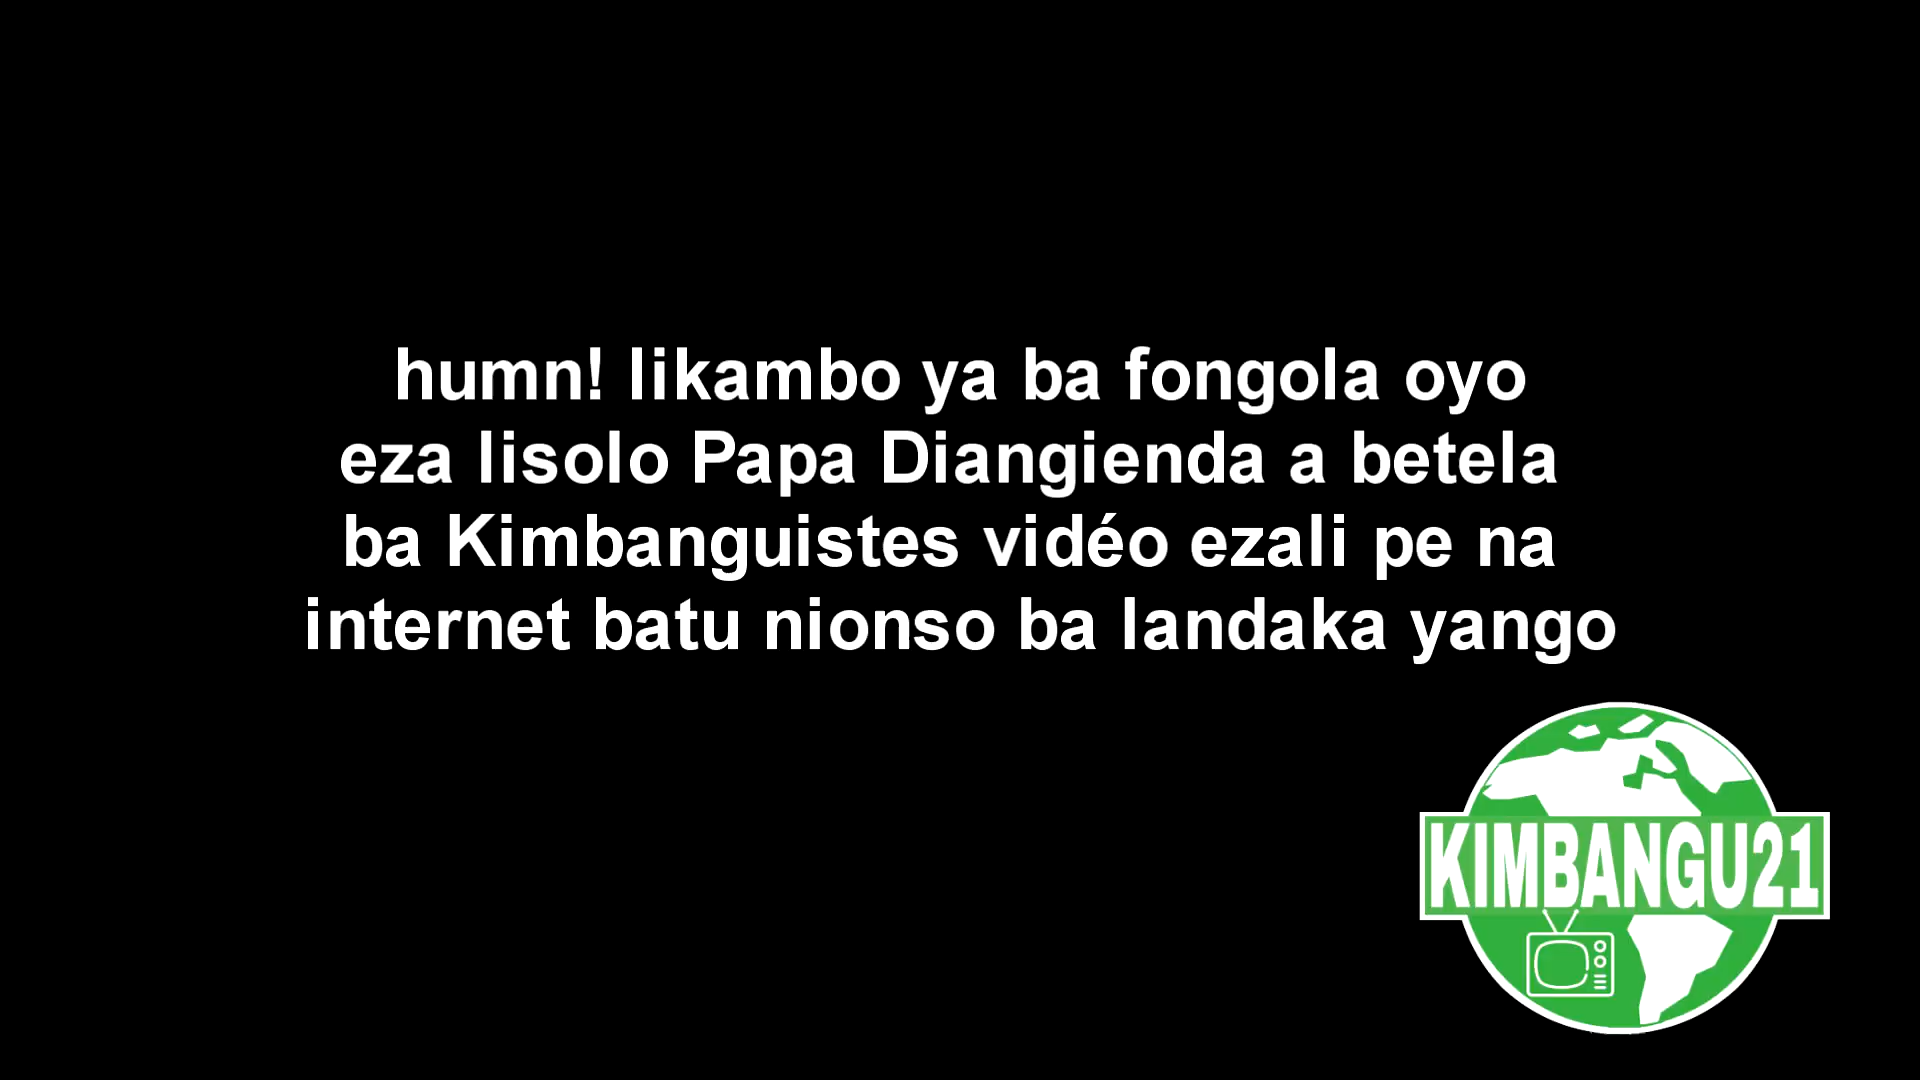 humn! likambo ya ba fongola oyo
eza lisolo Papa Diangienda a betela
ba Kimbanguistes vidéo ezali pe na
internet batu nionso ba landaka yango
KIMBANGU21